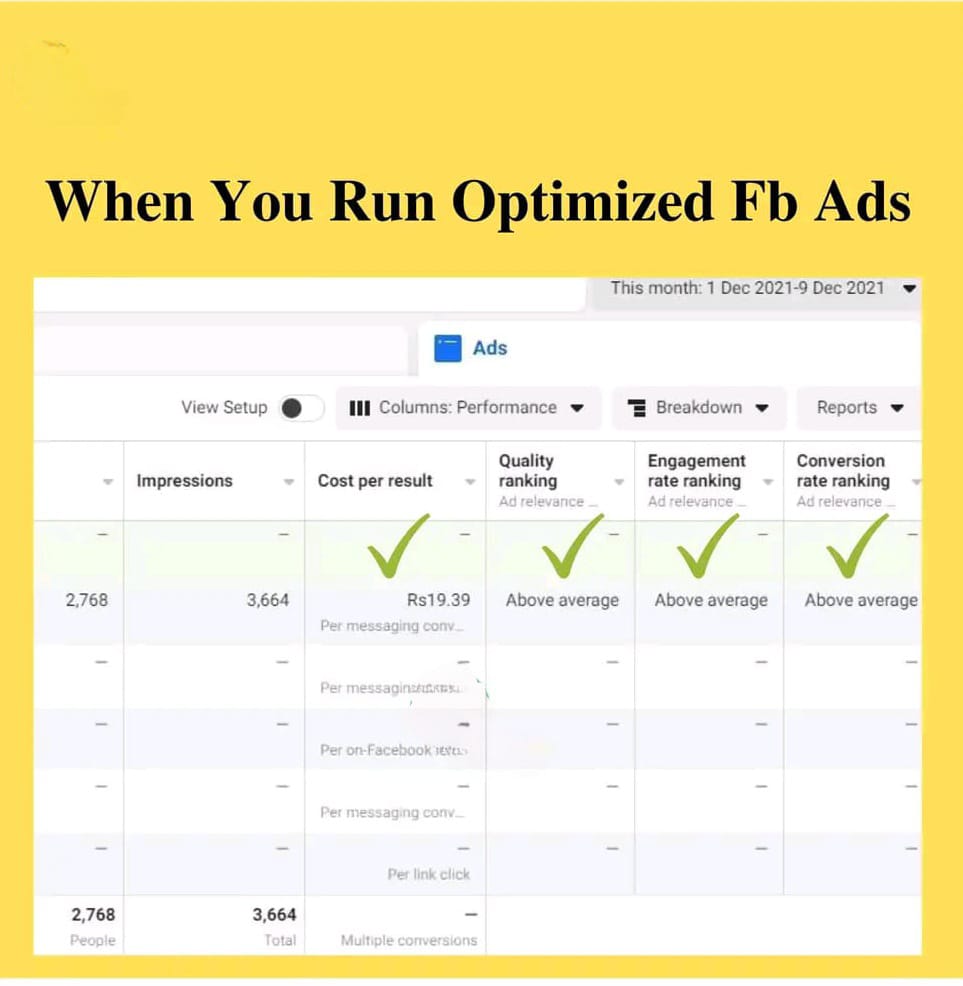 When You Run Optimized Fb Ads
This month: 1 Dec 2021-9 Dec 2021
Ads
View Setup
Columns: Performance
Breakdown
Reports
Impressions
Cost per result
Quality
ranking
Ad relevance ...
Engagement
rate ranking
Ad relevance ...
Conversion
rate ranking
Ad relevance ...
— — — — — —
2,768 3,664 Rs19.39 Above average Above average Above average
Per messaging conv...
— — — — — —
Per messaging
— — — — — —
Per on-Facebook
— — — — — —
Per messaging conv...
— — — — — —
Per link click
2,768 3,664 —
People Total Multiple conversions